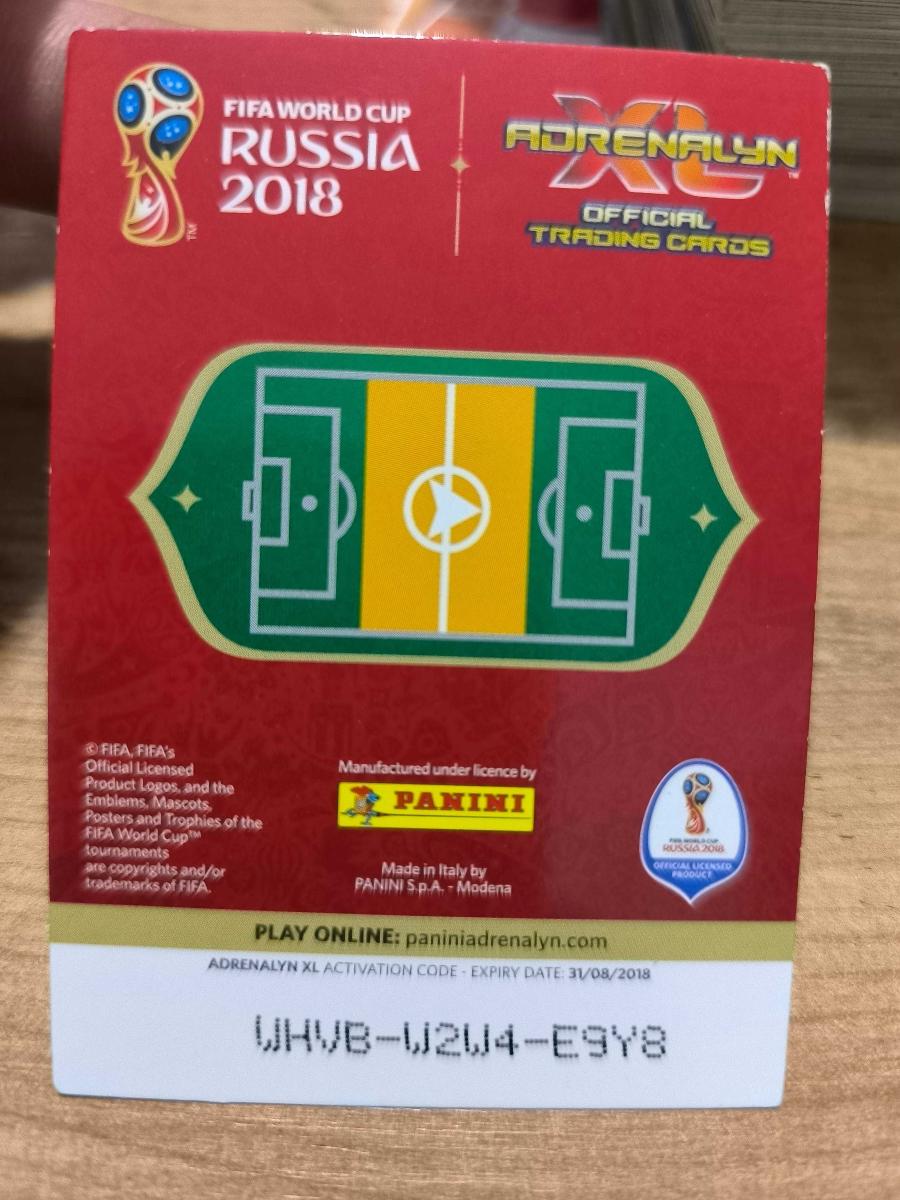 FIFA WORLD CUP
RUSSIA
2018
TM
ADRENALYN
XL
TM
OFFICIAL
TRADING CARDS
© FIFA, FIFA's
Official Licensed
Product Logos, and the
Emblems, Mascots,
Posters and Trophies of the
FIFA World Cup™
tournaments
are copyrights and/or
trademarks of FIFA.
Manufactured under licence by
PANINI
Made in Italy by
PANINI S.p.A. - Modena
FIFA WORLD CUP
RUSSIA 2018
OFFICIAL LICENSED
PRODUCT
PLAY ONLINE: paniniadrenalyn.com
ADRENALYN XL ACTIVATION CODE - EXPIRY DATE: 31/08/2018
WHVB-W2W4-E9Y8